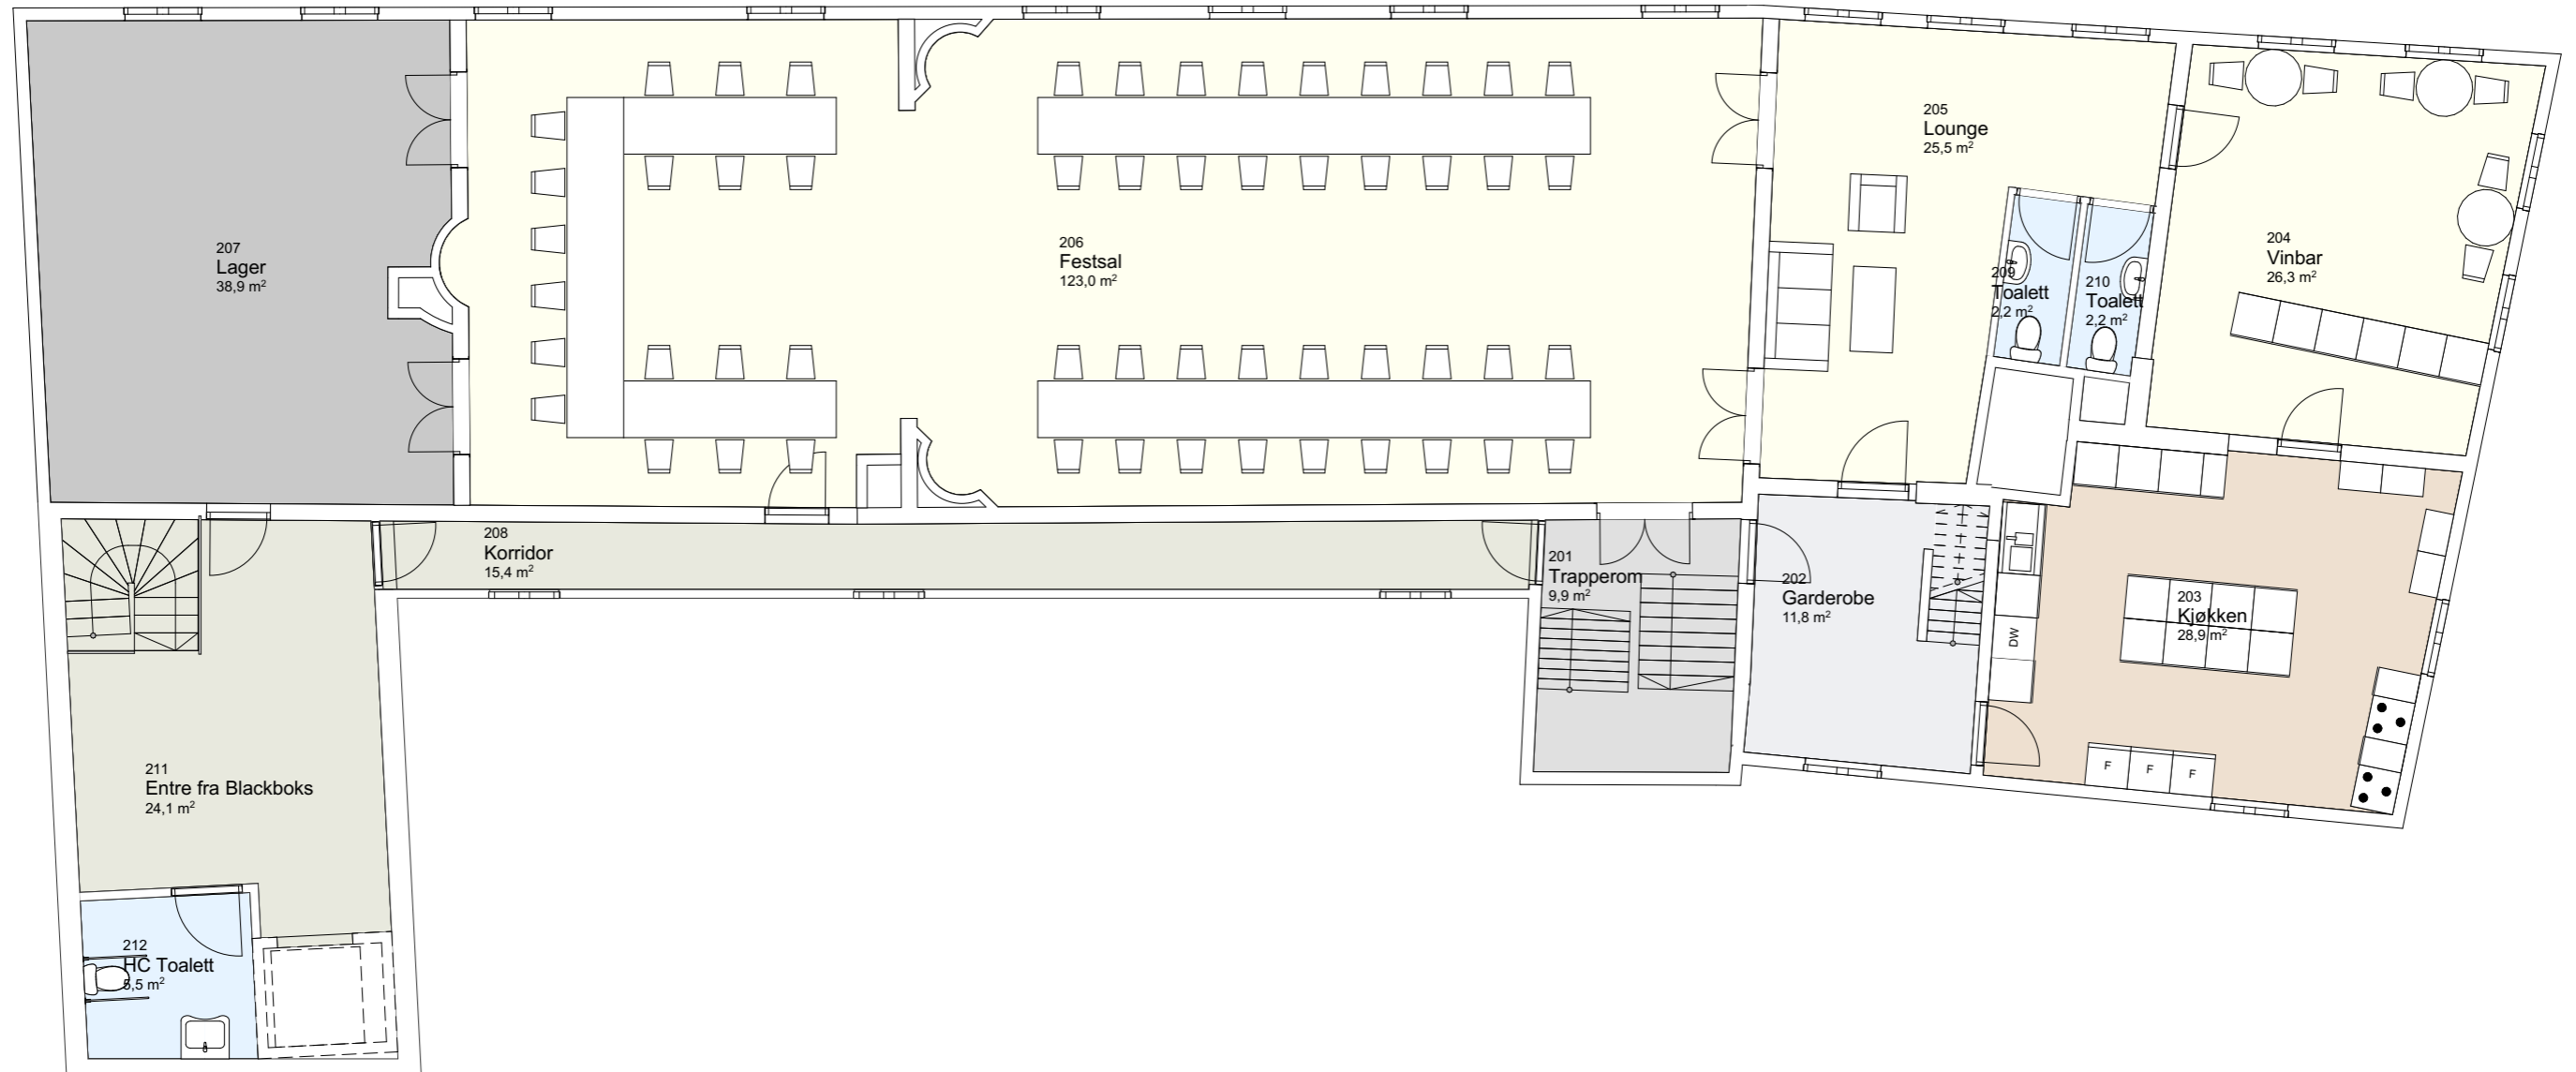 205
Lounge
25,5 m²
204
Vinbar
26,3 m²
207
Lager
38,9 m²
206
Festsal
123,0 m²
209
Toalett
2,2 m²
210
Toalett
2,2 m²
208
Korridor
15,4 m²
201
Trapperom
9,9 m²
202
Garderobe
11,8 m²
203
Kjøkken
28,9 m²
DW
F
F
F
211
Entre fra Blackboks
24,1 m²
212
HC Toalett
5,5 m²